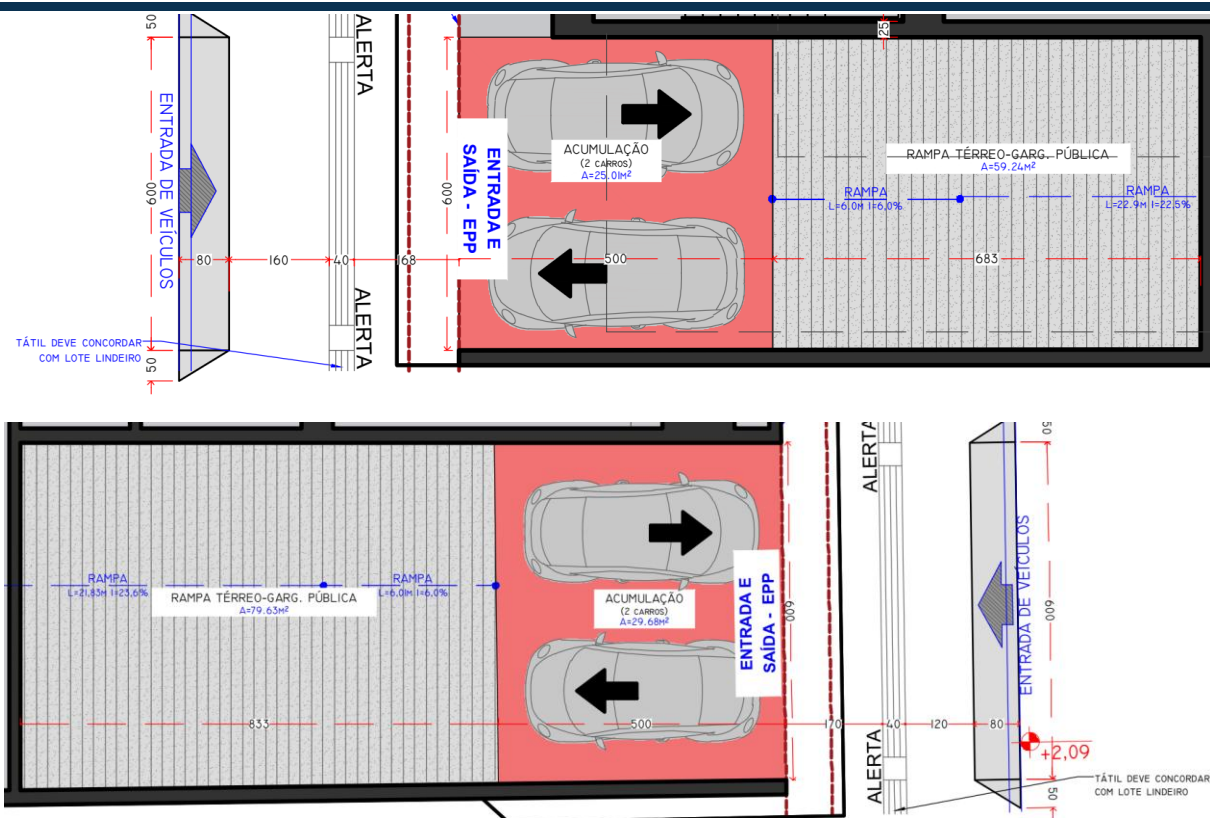 50
ENTRADA DE VEÍCULOS
600
80
160
40
168
50
ALERTA
ALERTA
TÁTIL DEVE CONCORDAR
COM LOTE LINDEIRO
600
ENTRADA E
SAÍDA - EPP
ACUMULAÇÃO
(2 CARROS)
A=25.01M²
500
25
RAMPA TÉRREO-GARG. PÚBLICA
A=59.24M²
RAMPA
L=6.0M I=6,0%
RAMPA
L=22.9M I=22,5%
683
RAMPA
L=21,83M I=23,6%
RAMPA TÉRREO-GARG. PÚBLICA
A=79.63M²
RAMPA
L=6,01M I=6,0%
833
ACUMULAÇÃO
(2 CARROS)
A=29.68M²
500
ENTRADA E
SAÍDA - EPP
600
170
40
120
80
ALERTA
ALERTA
ENTRADA DE VEÍCULOS
50
600
50
+2,09
TÁTIL DEVE CONCORDAR
COM LOTE LINDEIRO